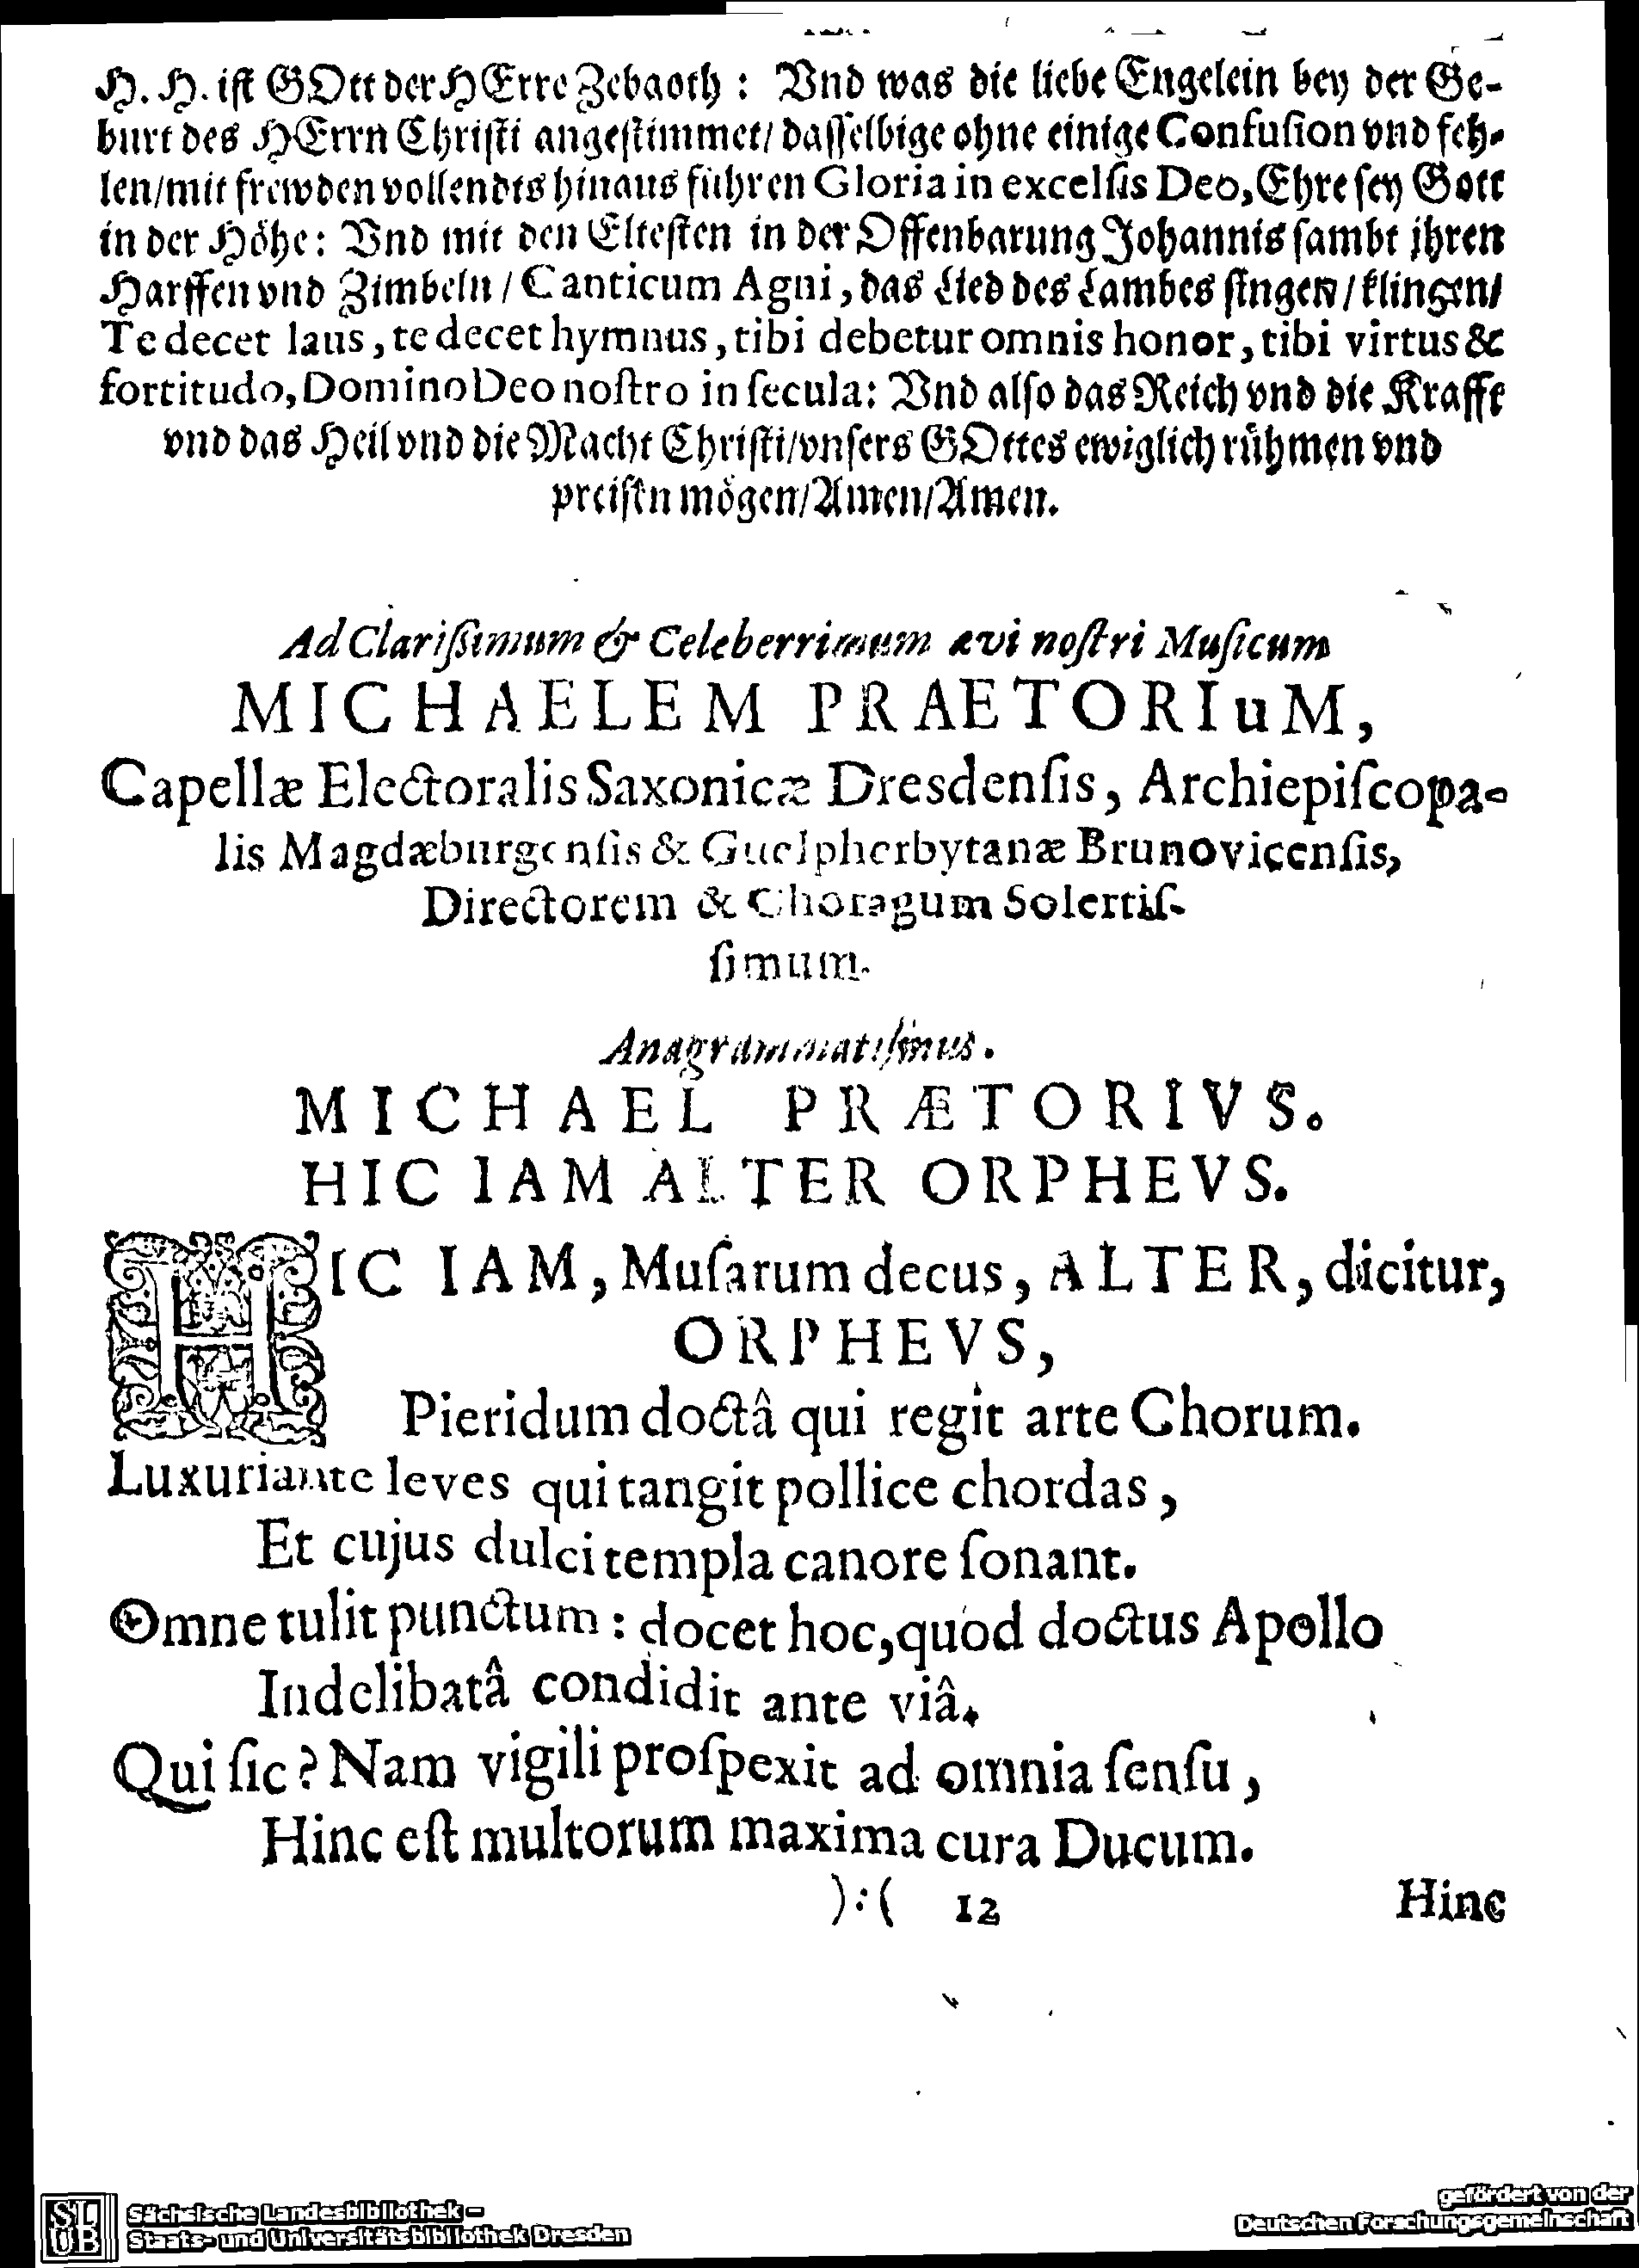 H. H. ist GOtt der HErre Zebaoth: Vnd was die liebe Engelein bey der Ge-
burt des HErrn Christi angestimmet/ dasselbige ohne einige Confusion vnd feh-
len/mit frewden vollendts hinaus führen Gloria in excelsis Deo, Ehre sey Gott
in der Höhe: Vnd mit den Eltesten in der Offenbarung Johannis sambt jhren
Harffen vnd Zimbeln/ Canticum Agni, das Lied des Lambes singen/ klingen/
Te decet laus, te decet hymnus, tibi debetur omnis honor, tibi virtus &
fortitudo, Domino Deo nostro in secula: Vnd also das Reich vnd die Krafft
vnd das Heil vnd die Macht Christi/vnsers GOttes ewiglich rühmen vnd
preisen mögen/Amen/Amen.
Ad Clarißimum & Celeberrimum ævi nostri Musicum
MICHAELEM PRAETORIuM,
Capellæ Electoralis Saxonicæ Dresdensis, Archiepiscopa-
lis Magdæburgensis & Guelpherbytanæ Brunovicensis,
Directorem & Choragum Solertis-
simum.
Anagrammatismus.
MICHAEL PRÆTORIVS.
HIC IAM ALTER ORPHEVS.
HIC IAM, Musarum decus, ALTER, dicitur,
ORPHEVS,
Pieridum doctâ qui regit arte Chorum.
Luxuriante leves qui tangit pollice chordas,
Et cujus dulci templa canore sonant.
Omne tulit punctum: docet hoc, quod doctus Apollo
Indelibatâ condidit ante viâ.
Qui sic? Nam vigili prospexit ad omnia sensu,
Hinc est multorum maxima cura Ducum.
):( 12 Hinc
SLUB Sächsische Landesbibliothek –
Staats- und Universitätsbibliothek Dresden
gefördert von der
Deutschen Forschungsgemeinschaft